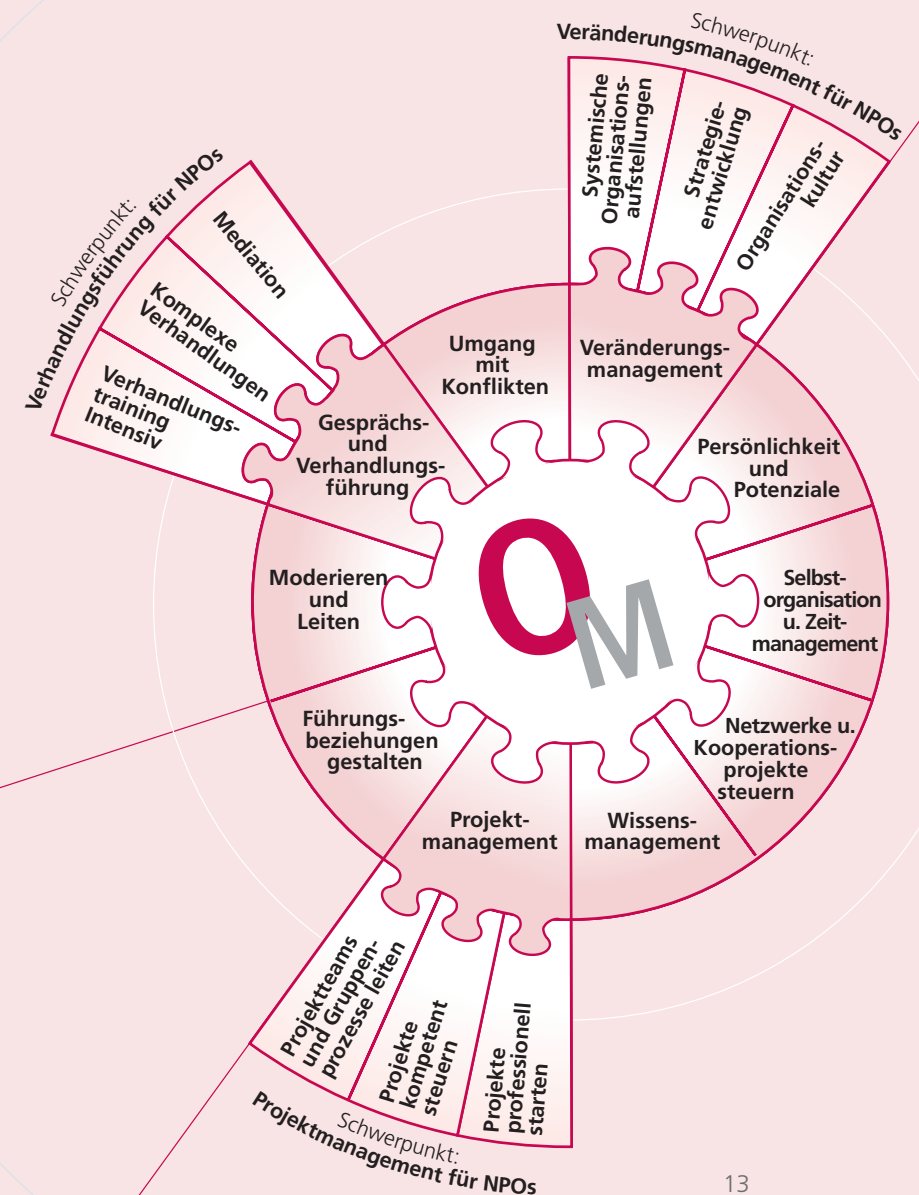 Schwerpunkt:
Veränderungsmanagement für NPOs
Systemische
Organisations-
aufstellungen
Strategie-
entwicklung
Organisations-
kultur
Schwerpunkt:
Verhandlungsführung für NPOs
Mediation
Komplexe
Verhandlungen
Verhandlungs-
training
Intensiv
Umgang
mit
Konflikten
Veränderungs-
management
Gesprächs-
und
Verhandlungs-
führung
Persönlichkeit
und
Potenziale
Moderieren
und
Leiten
OM
Selbst-
organisation
u. Zeit-
management
Führungs-
beziehungen
gestalten
Netzwerke u.
Kooperations-
projekte
steuern
Projekt-
management
Wissens-
management
Projektteams
und Gruppen-
prozesse leiten
Projekte
kompetent
steuern
Projekte
professionell
starten
Schwerpunkt:
Projektmanagement für NPOs
13